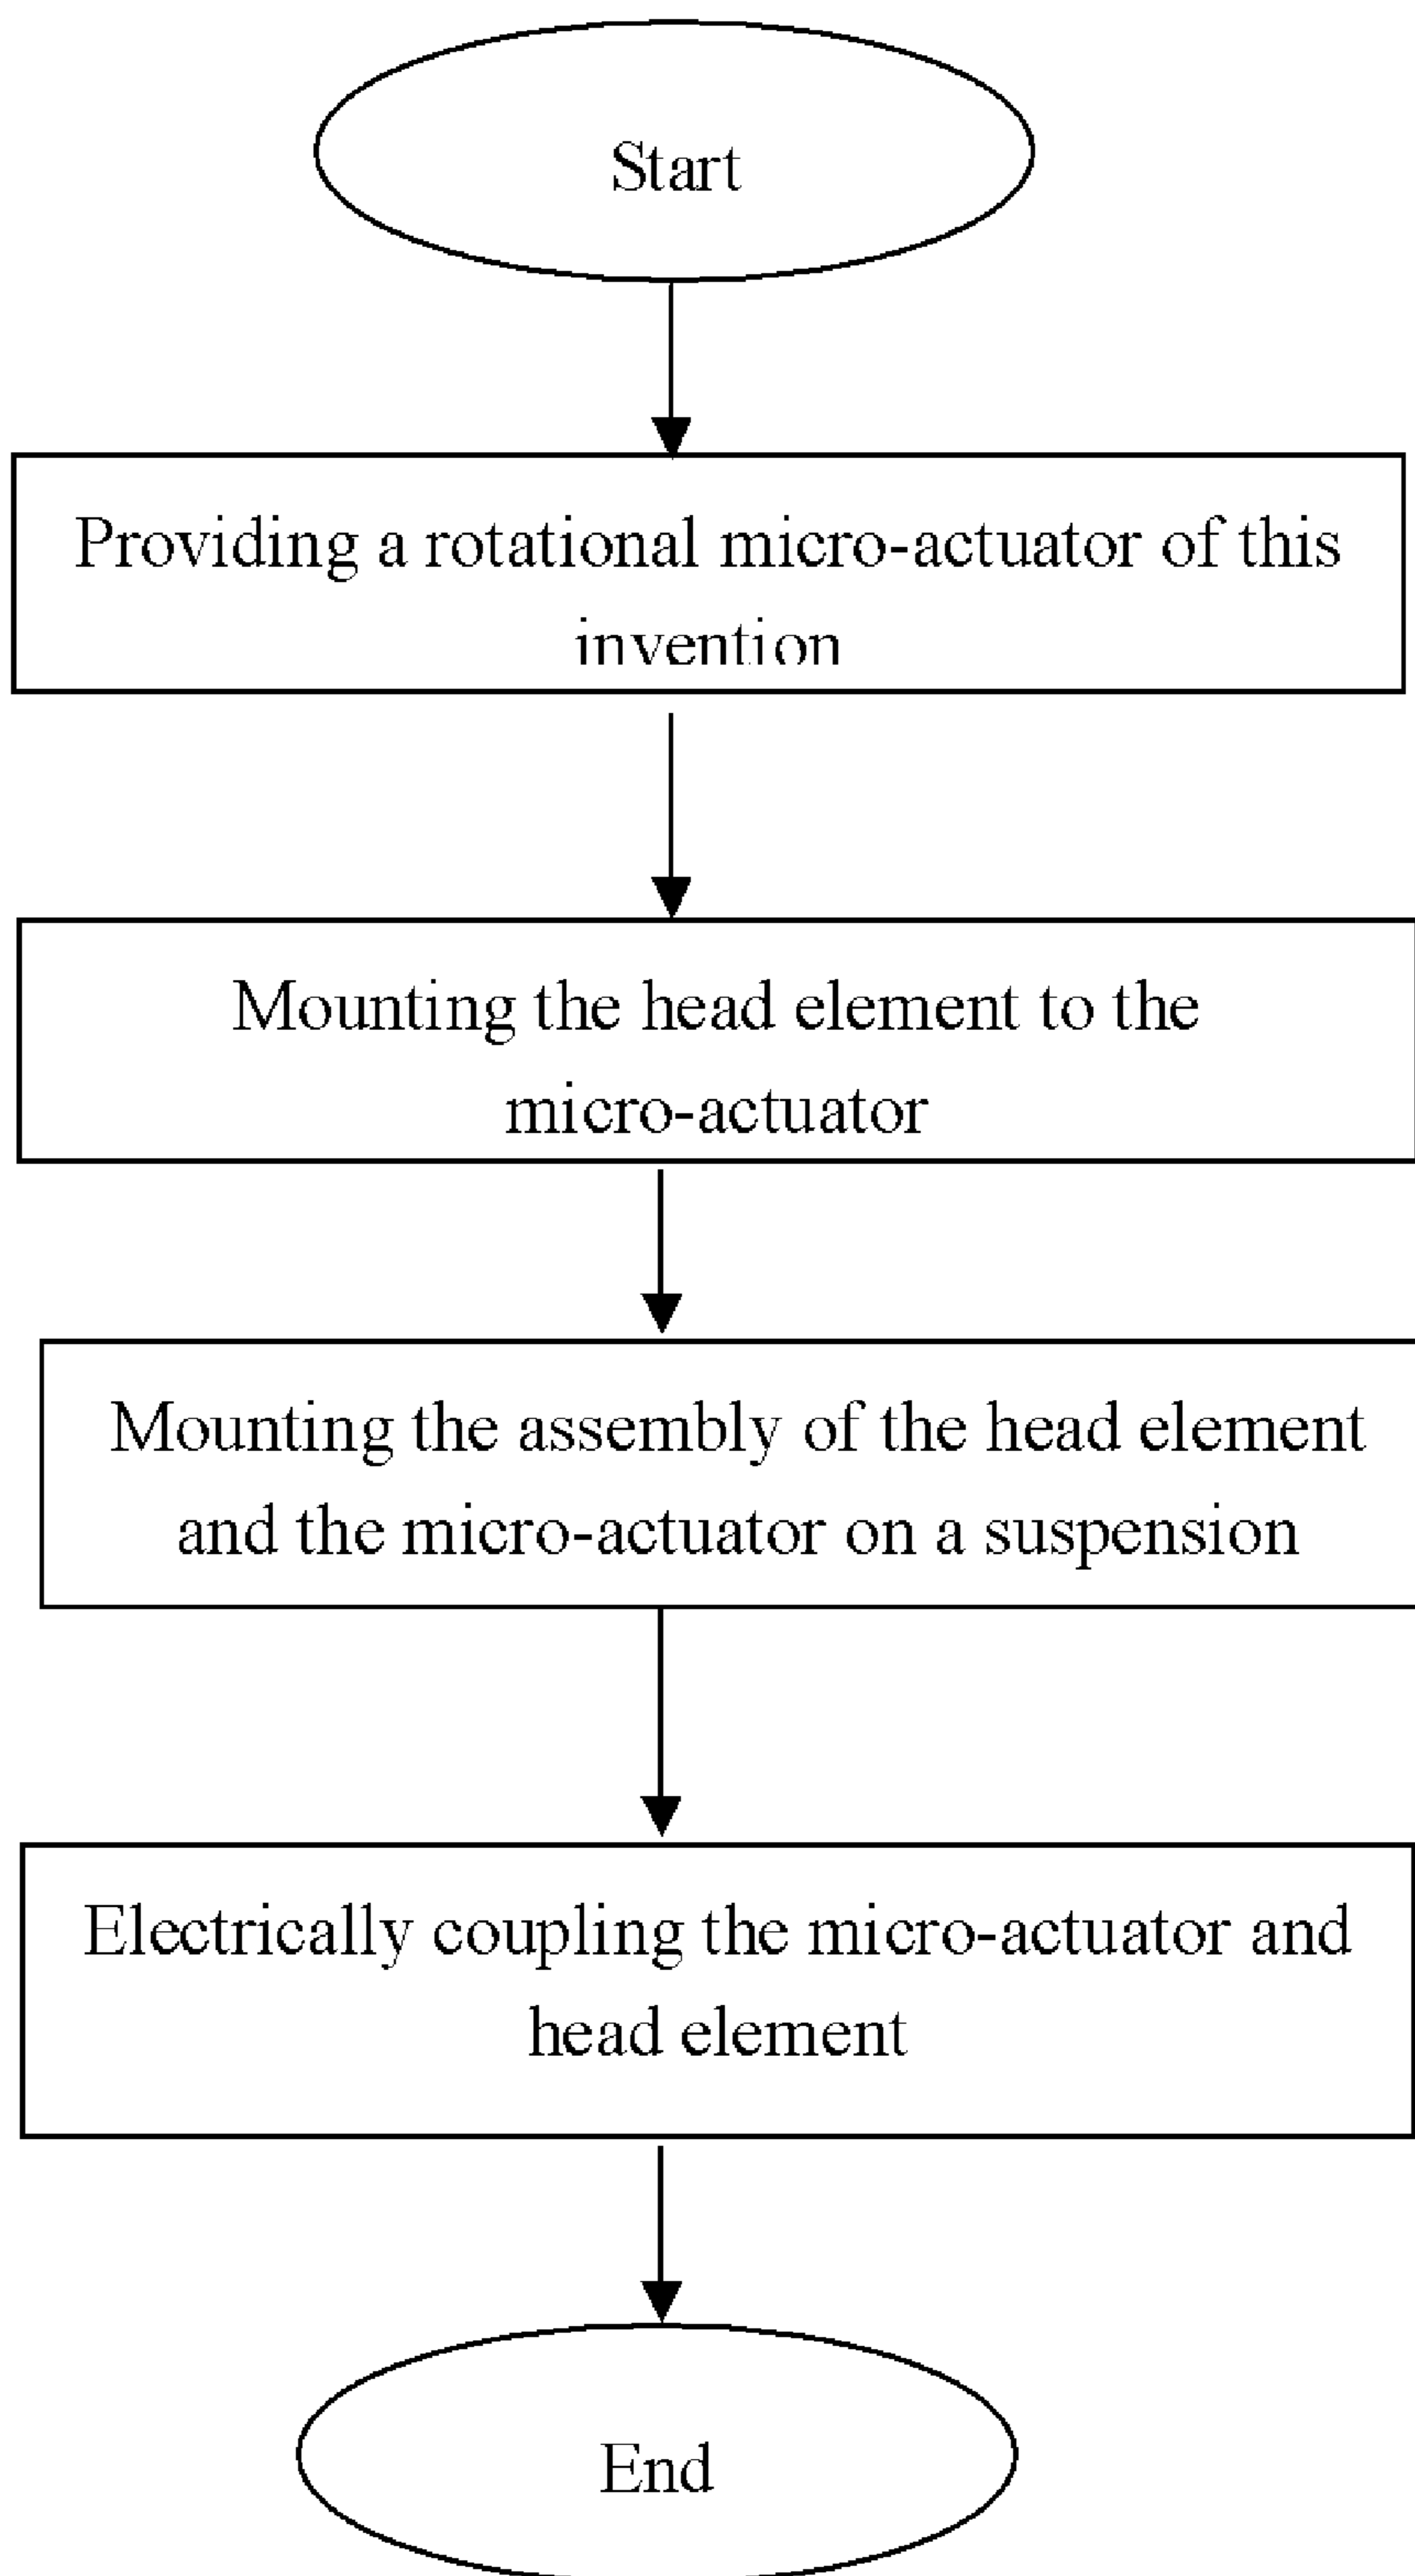 Start
Providing a rotational micro-actuator of this
invention
Mounting the head element to the
micro-actuator
Mounting the assembly of the head element
and the micro-actuator on a suspension
Electrically coupling the micro-actuator and
head element
End